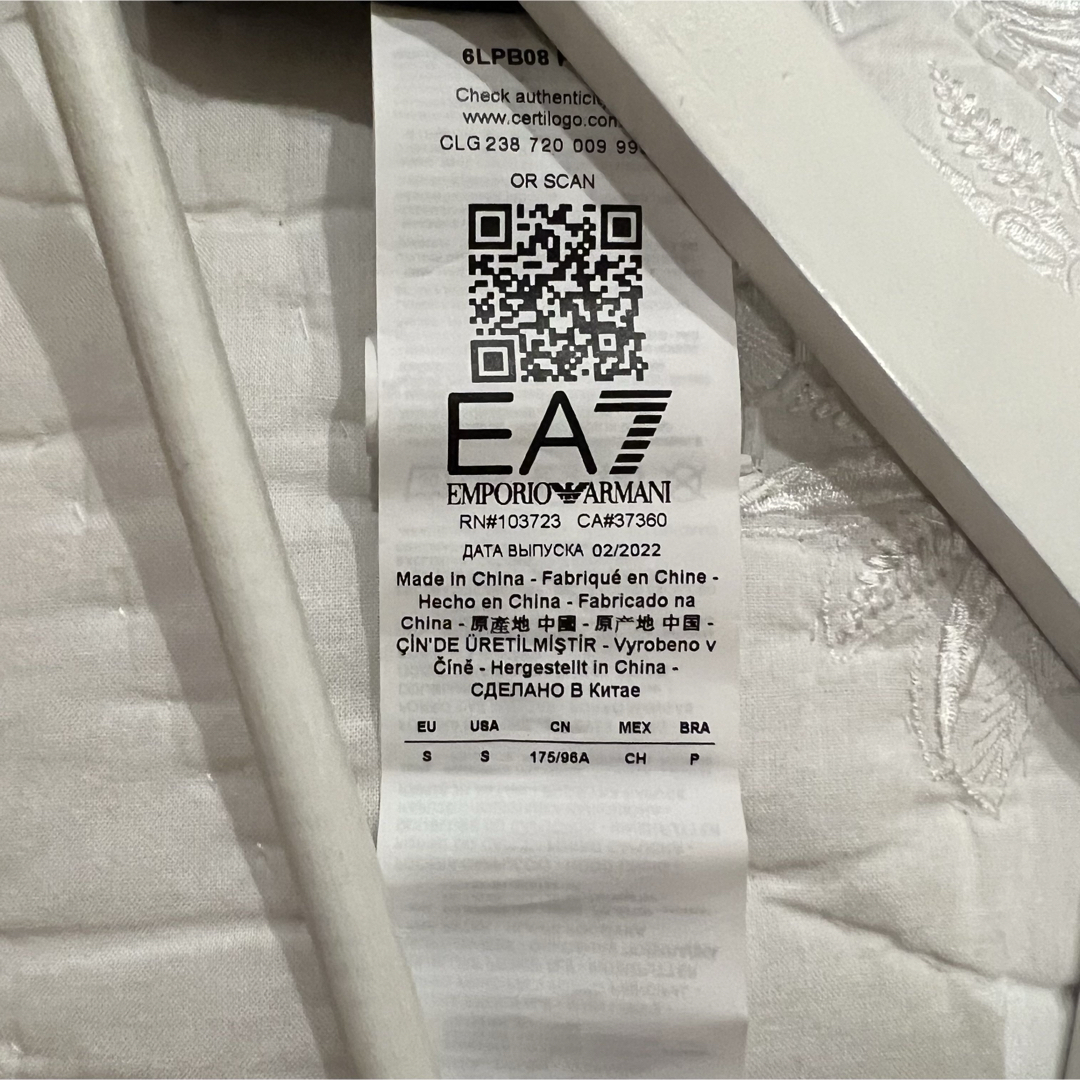 6LPB08
Check
www.certilogo.com
CLG 238 720 009
OR SCAN
EA7
EMPORIO ARMANI
RN#103723 CA#37360
ДАТА ВЫПУСКА 02/2022
Made in China - Fabriqué en Chine -
Hecho en China - Fabricado na
China - 原產地 中國 - 原产地 中国 -
ÇİN'DE ÜRETİLMİŞTİR - Vyrobeno v
Číně - Hergestellt in China -
СДЕЛАНО В Китае
EU USA CN MEX BRA
S S 175/96A CH P